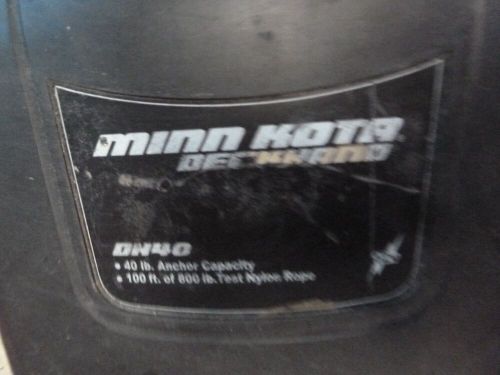 MINN KOTA
DECKHAND
DH40
• 40 lb. Anchor Capacity
• 100 ft. of 800 lb.Test Nylon Rope